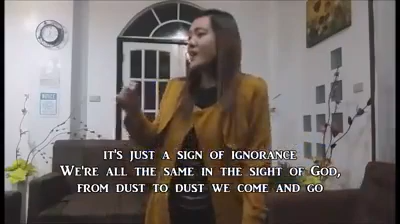 it's just a sign of ignorance
We're all the same in the sight of God,
from dust to dust we come and go